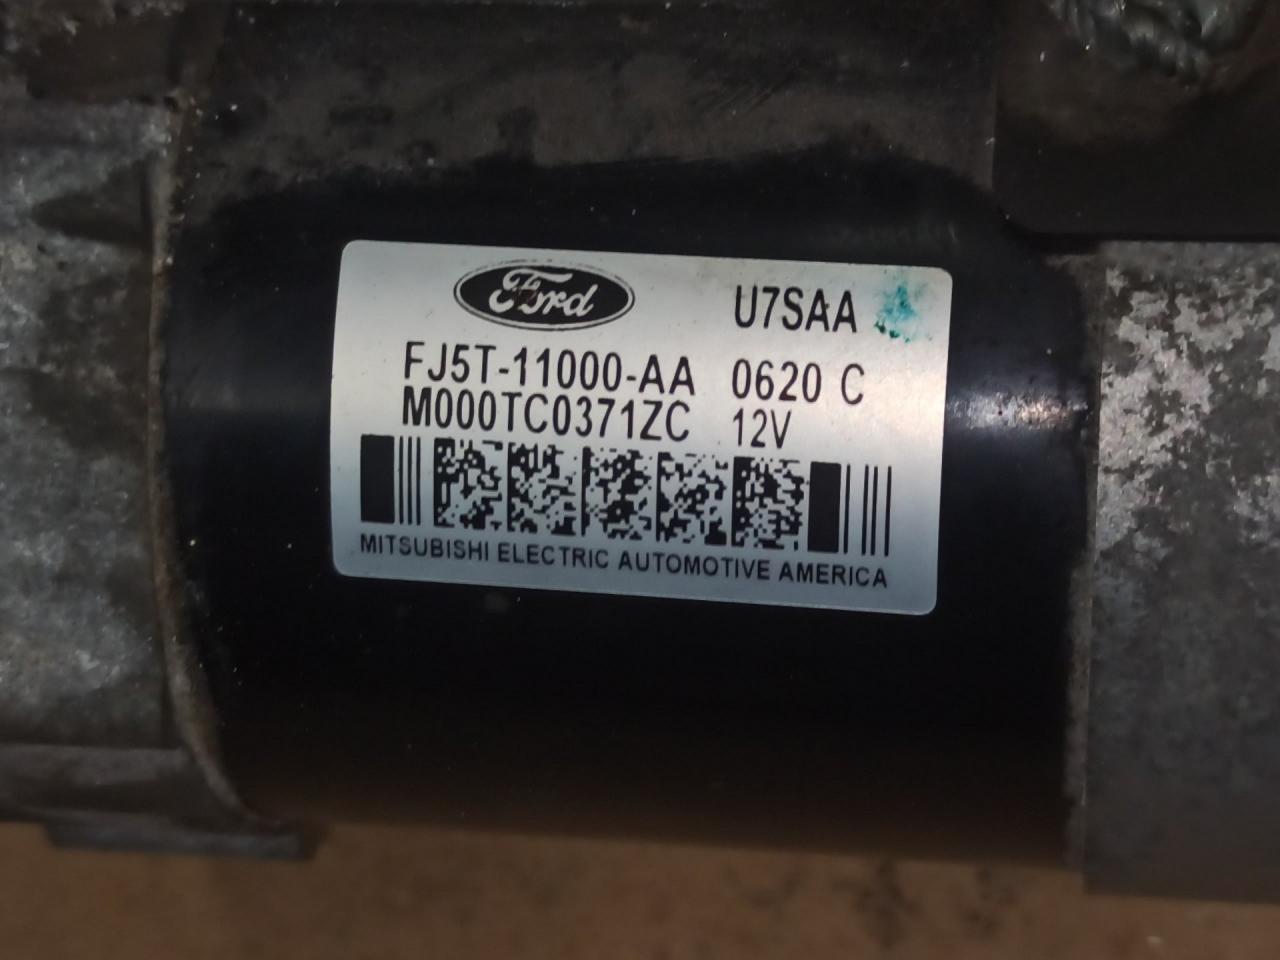 Ford U7SAA
FJ5T-11000-AA 0620 C
M000TC0371ZC 12V
MITSUBISHI ELECTRIC AUTOMOTIVE AMERICA